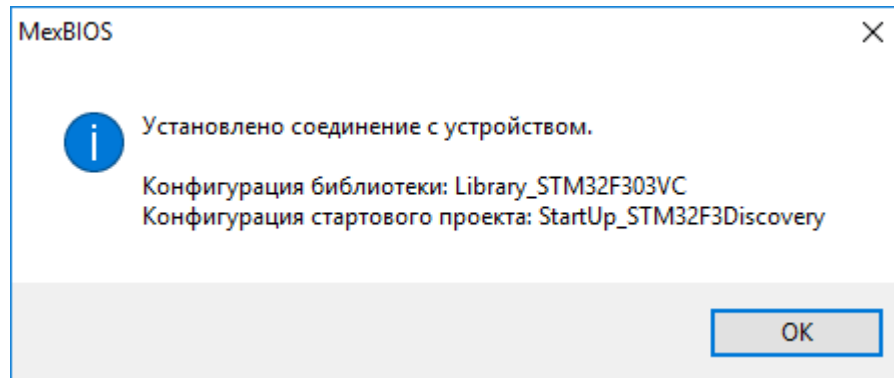 MexBIOS
Установлено соединение с устройством.
Конфигурация библиотеки: Library_STM32F303VC
Конфигурация стартового проекта: StartUp_STM32F3Discovery
OK